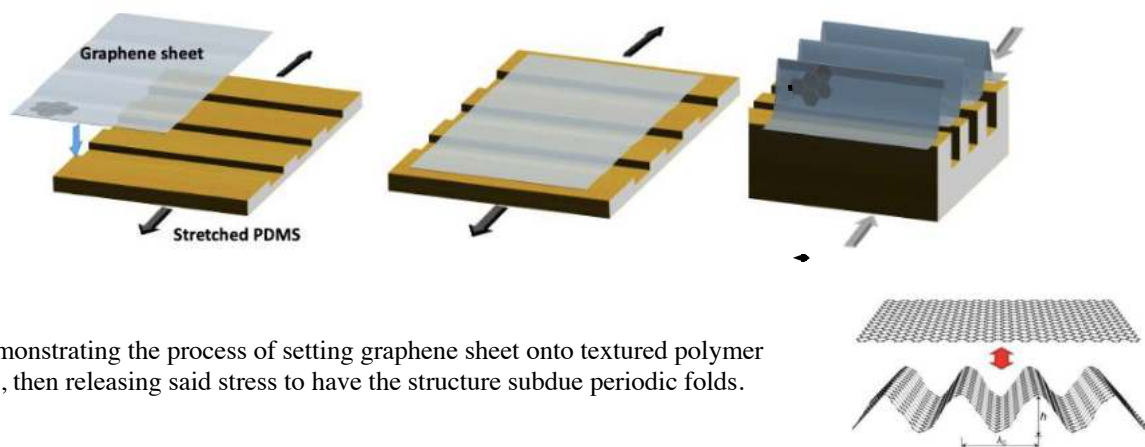 Graphene sheet
Stretched PDMS
monstrating the process of setting graphene sheet onto textured polymer
, then releasing said stress to have the structure subdue periodic folds.
h